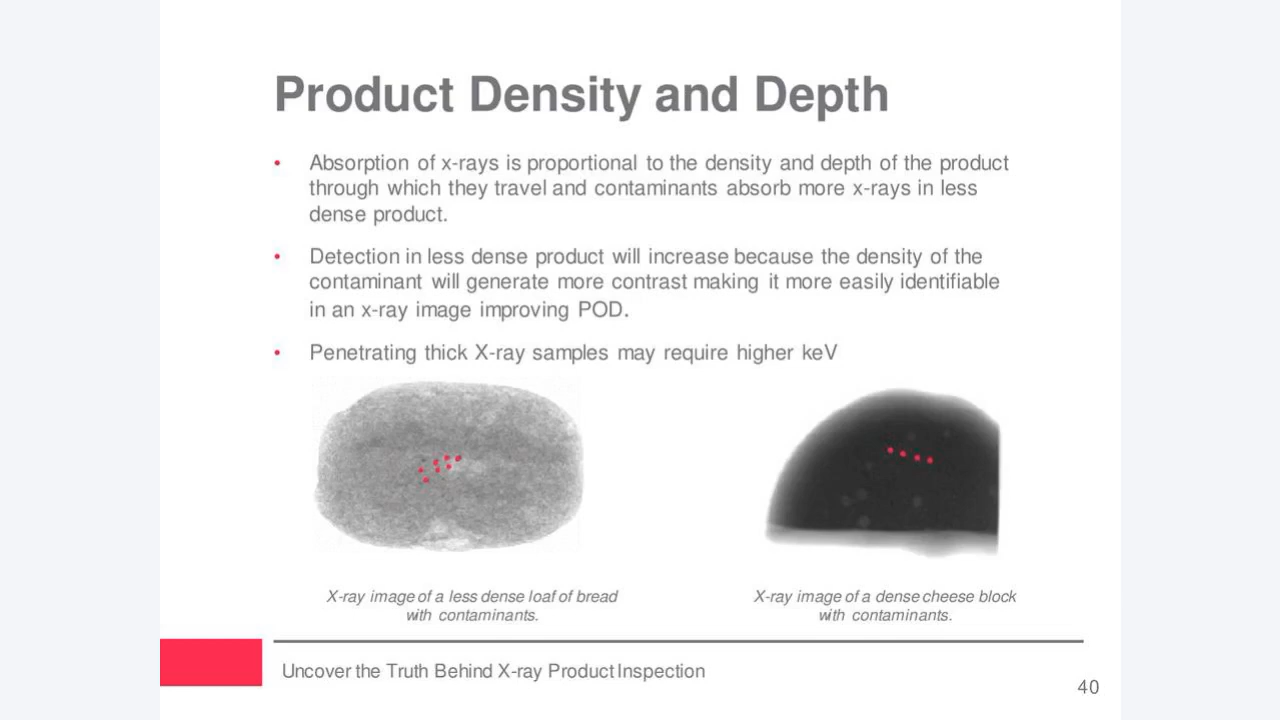 Product Density and Depth
• Absorption of x-rays is proportional to the density and depth of the product
through which they travel and contaminants absorb more x-rays in less
dense product.
• Detection in less dense product will increase because the density of the
contaminant will generate more contrast making it more easily identifiable
in an x-ray image improving POD.
• Penetrating thick X-ray samples may require higher keV
X-ray image of a less dense loaf of bread
with contaminants.
X-ray image of a dense cheese block
with contaminants.
Uncover the Truth Behind X-ray Product Inspection
40